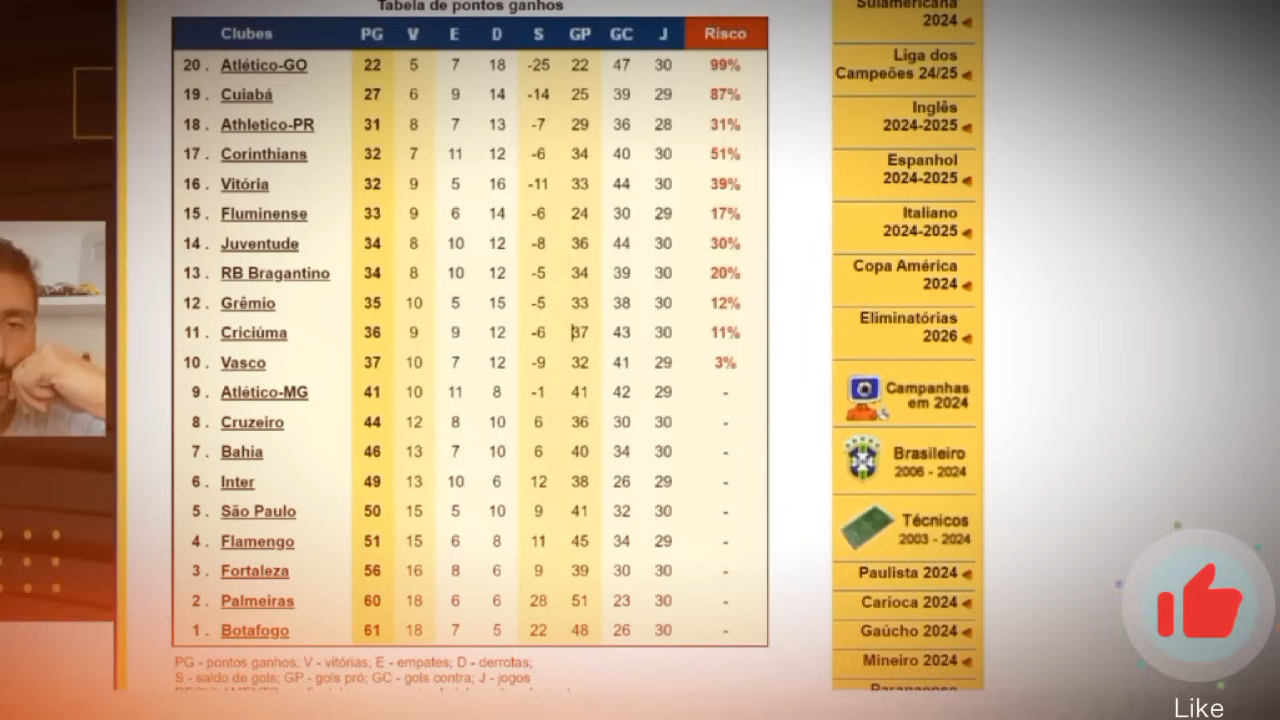 Tabela de pontos ganhos
Clubes PG V E D S GP GC J Risco
20 . Atlético-GO 22 5 7 18 -25 22 47 30 99%
19 . Cuiabá 27 6 9 14 -14 25 39 29 87%
18 . Athletico-PR 31 8 7 13 -7 29 36 28 31%
17 . Corinthians 32 7 11 12 -6 34 40 30 51%
16 . Vitória 32 9 5 16 -11 33 44 30 39%
15 . Fluminense 33 9 6 14 -6 24 30 29 17%
14 . Juventude 34 8 10 12 -8 36 44 30 30%
13 . RB Bragantino 34 8 10 12 -5 34 39 30 20%
12 . Grêmio 35 10 5 15 -5 33 38 30 12%
11 . Criciúma 36 9 9 12 -6 37 43 30 11%
10 . Vasco 37 10 7 12 -9 32 41 29 3%
9 . Atlético-MG 41 10 11 8 -1 41 42 29 -
8 . Cruzeiro 44 12 8 10 6 36 30 30 -
7 . Bahia 46 13 7 10 6 40 34 30 -
6 . Inter 49 13 10 6 12 38 26 29 -
5 . São Paulo 50 15 5 10 9 41 32 30 -
4 . Flamengo 51 15 6 8 11 45 34 29 -
3 . Fortaleza 56 16 8 6 9 39 30 30 -
2 . Palmeiras 60 18 6 6 28 51 23 30 -
1 . Botafogo 61 18 7 5 22 48 26 30 -
PG - pontos ganhos; V - vitórias; E - empates; D - derrotas;
S - saldo de gols; GP - gols pró; GC - gols contra; J - jogos
Sulamericana
2024
Liga dos
Campeões 24/25
Inglês
2024-2025
Espanhol
2024-2025
Italiano
2024-2025
Copa América
2024
Eliminatórias
2026
Campanhas
em 2024
Brasileiro
2006 - 2024
Técnicos
2003 - 2024
Paulista 2024
Carioca 2024
Gaúcho 2024
Mineiro 2024
Like